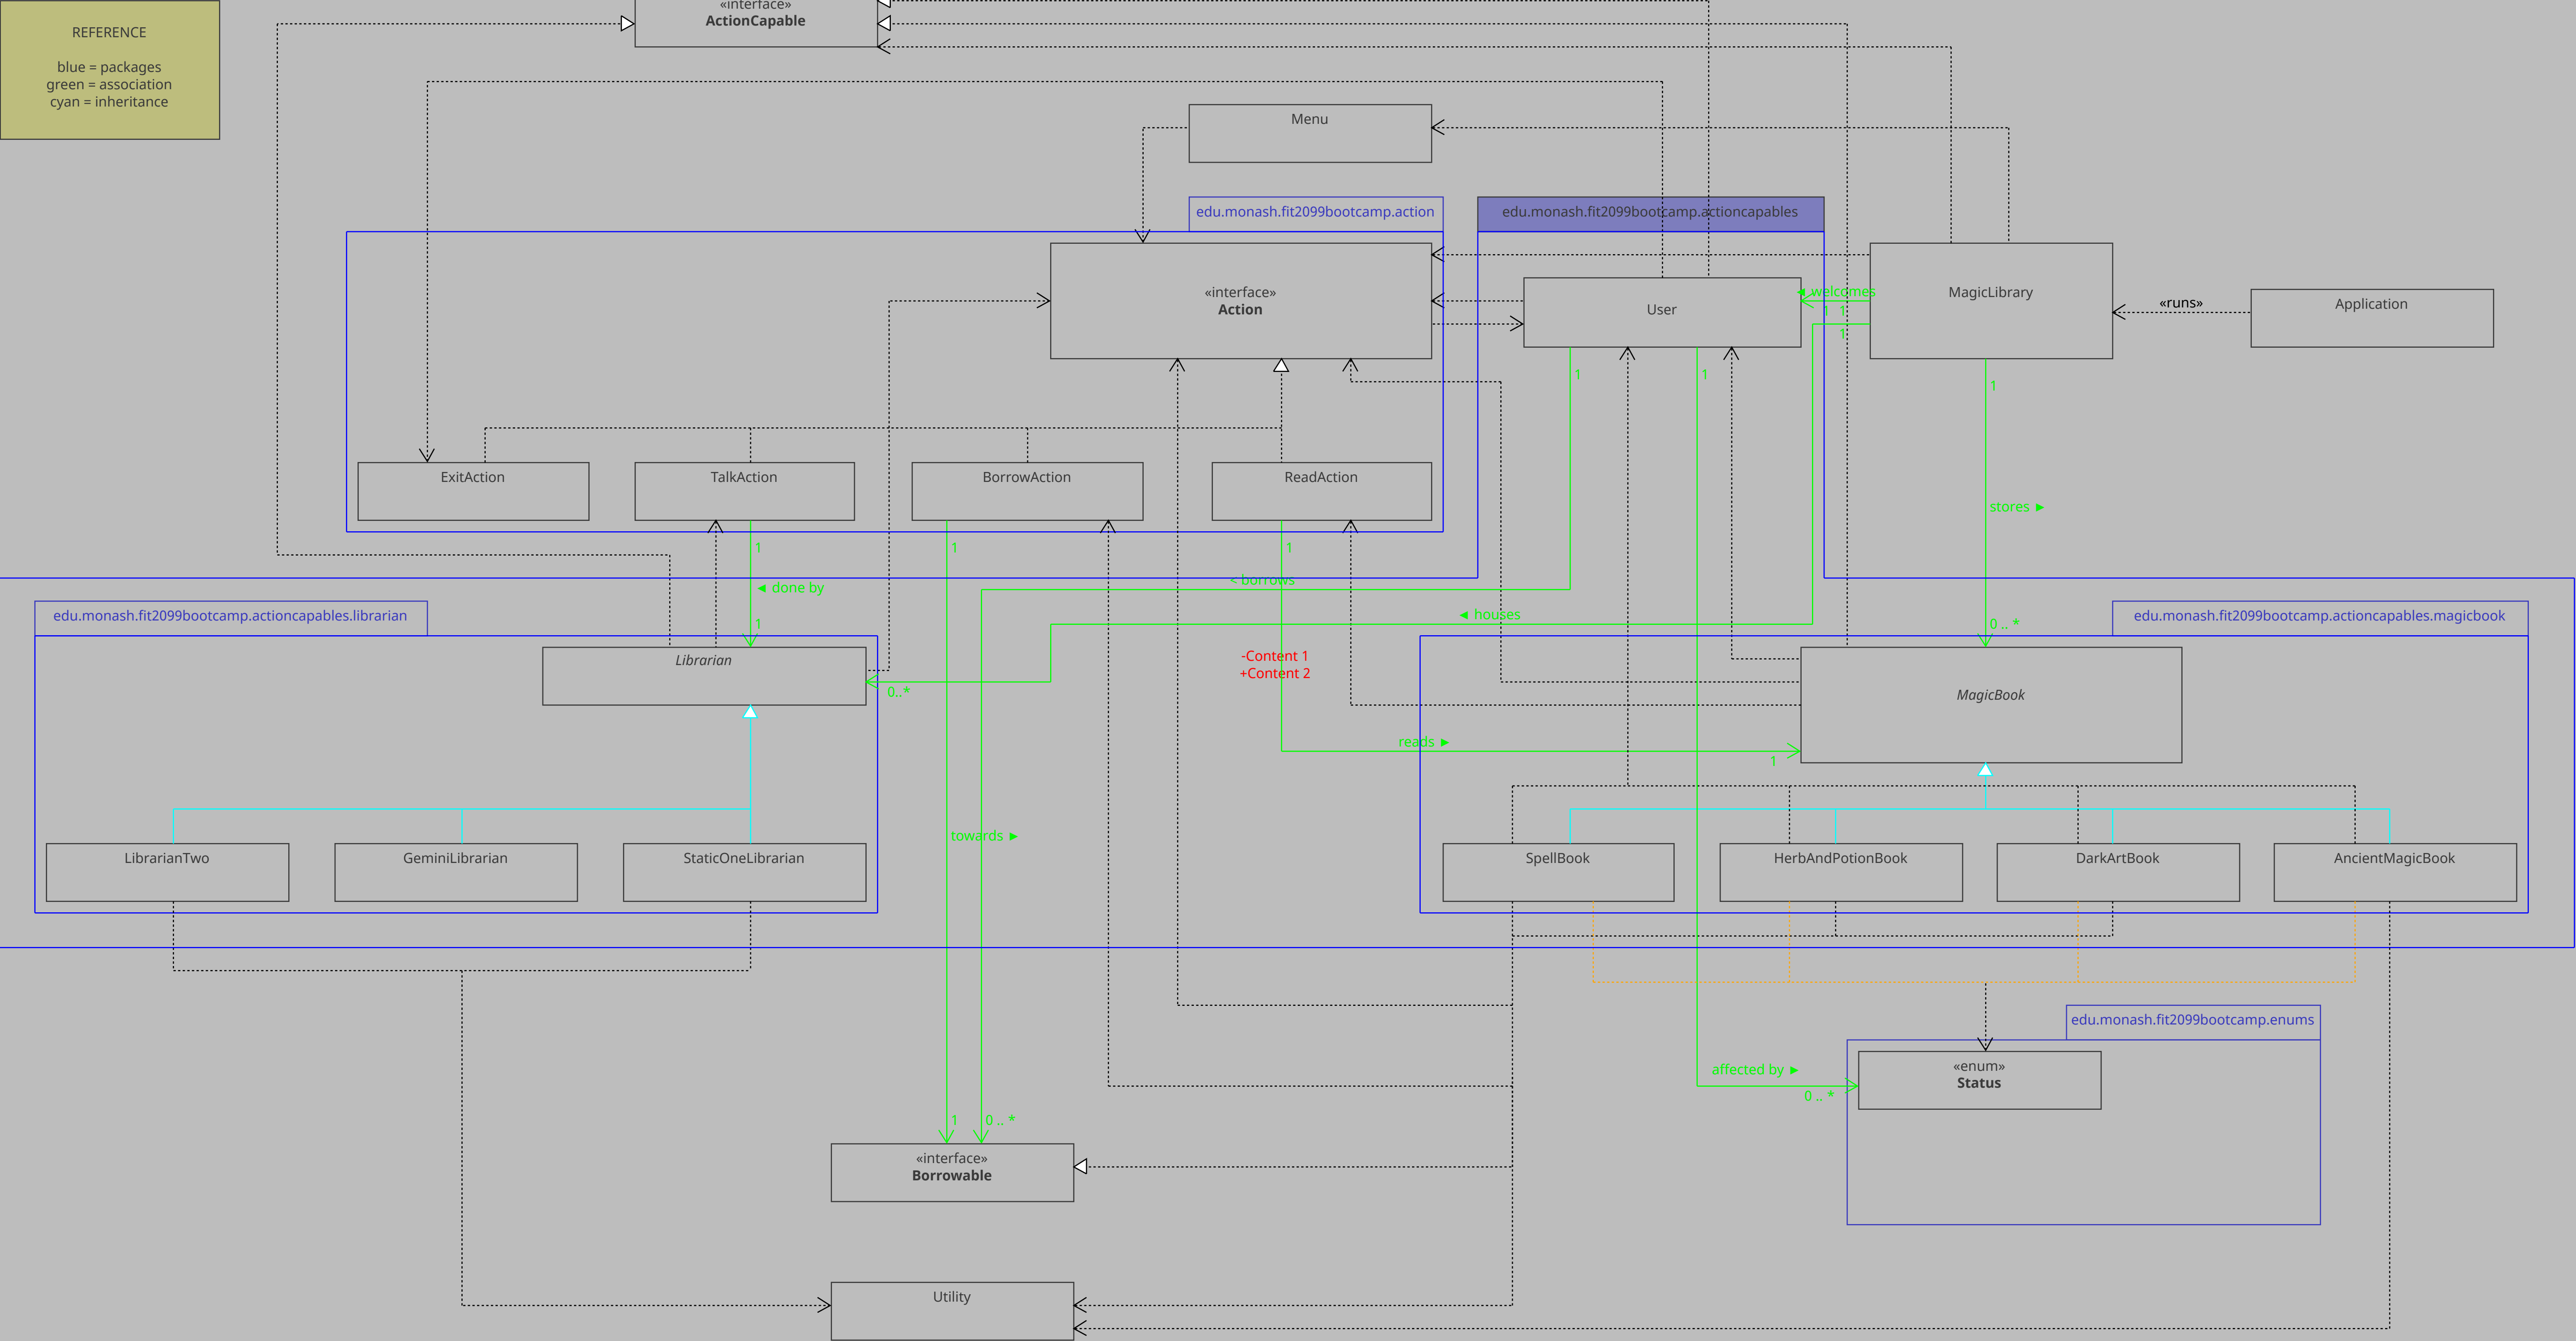 «interface»
ActionCapable
REFERENCE
blue = packages
green = association
cyan = inheritance
Menu
edu.monash.fit2099bootcamp.action
edu.monash.fit2099bootcamp.actioncapables
«interface»
Action
User
◄ welcomes
1
1
1
MagicLibrary
«runs»
Application
1
1
1
stores ►
ExitAction
TalkAction
BorrowAction
ReadAction
1
1
1
◄ done by
< borrows
◄ houses
edu.monash.fit2099bootcamp.actioncapables.librarian
1
0 .. *
edu.monash.fit2099bootcamp.actioncapables.magicbook
Librarian
0..*
-Content 1
+Content 2
MagicBook
reads ►
1
towards ►
LibrarianTwo
GeminiLibrarian
StaticOneLibrarian
SpellBook
HerbAndPotionBook
DarkArtBook
AncientMagicBook
edu.monash.fit2099bootcamp.enums
affected by ►
0 .. *
«enum»
Status
1
0 .. *
«interface»
Borrowable
Utility